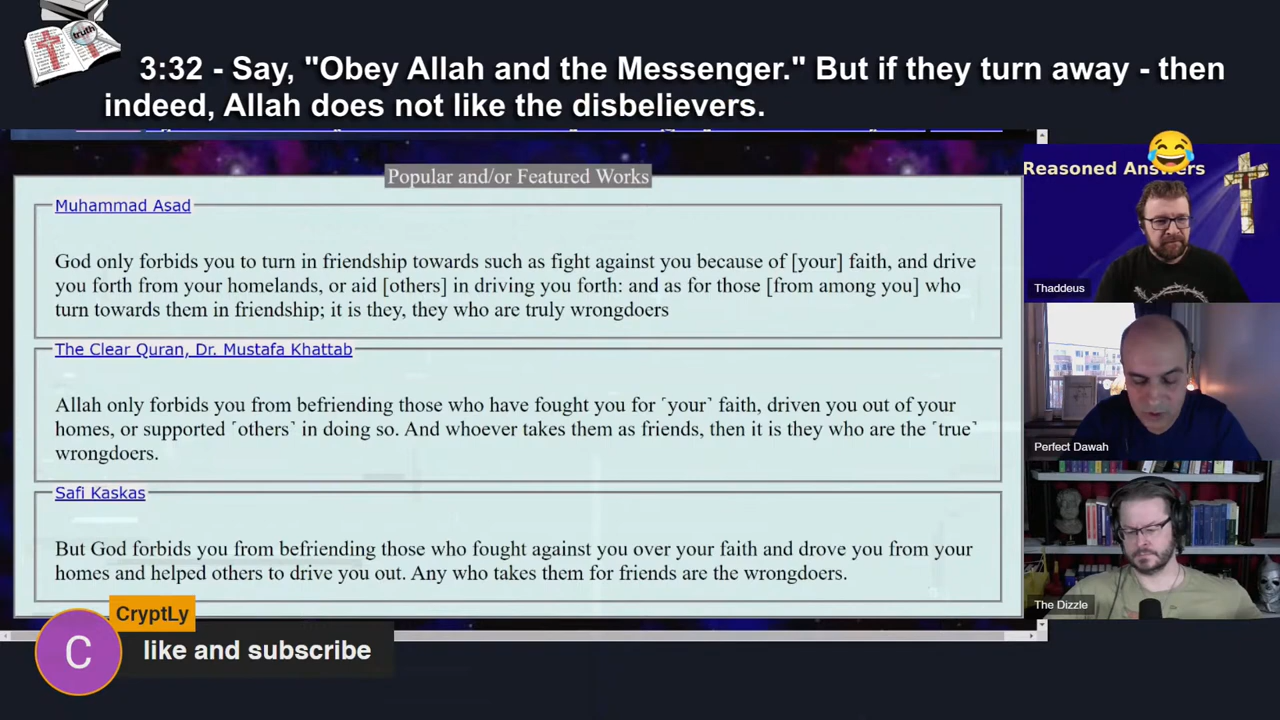 truth
3:32 - Say, "Obey Allah and the Messenger." But if they turn away - then
indeed, Allah does not like the disbelievers.
Popular and/or Featured Works
Muhammad Asad
God only forbids you to turn in friendship towards such as fight against you because of [your] faith, and drive
you forth from your homelands, or aid [others] in driving you forth: and as for those [from among you] who
turn towards them in friendship; it is they, they who are truly wrongdoers
The Clear Quran, Dr. Mustafa Khattab
Allah only forbids you from befriending those who have fought you for ˹your˺ faith, driven you out of your
homes, or supported ˹others˺ in doing so. And whoever takes them as friends, then it is they who are the ˹true˺
wrongdoers.
Safi Kaskas
But God forbids you from befriending those who fought against you over your faith and drove you from your
homes and helped others to drive you out. Any who takes them for friends are the wrongdoers.
Reasoned Answers
Thaddeus
Perfect Dawah
The Dizzle
CryptLy
C
like and subscribe